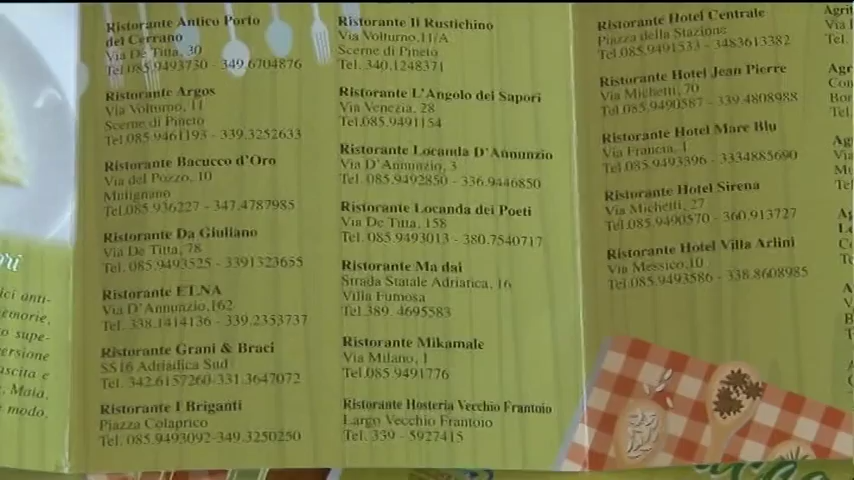 Ristorante Antico Porto
del Cerrano
Via De Titta, 30
Tel.085.9493730 - 349.6704876
Ristorante Argos
Via Volturno, 11
Scerne di Pineto
Tel.085.9461193 - 339.3252633
Ristorante Bacucco d'Oro
Via del Pozzo, 10
Mutignano
Tel.085.936227 - 347.4787985
Ristorante Da Giuliano
Via De Titta, 78
Tel.085.9493525 - 3391323655
Ristorante ET.NA
Via D'Annunzio,162
Tel. 338.1414136 - 339.2353737
Ristorante Grani & Braci
SS16 Adriatica Sud
Tel.342.6157260-331.3647072
Ristorante I Briganti
Piazza Colaprico
Tel.085.9493092-349.3250250
Ristorante Il Rustichino
Via Volturno,11/A
Scerne di Pineto
Tel. 340.1248371
Ristorante L'Angolo dei Sapori
Via Venezia, 28
Tel.085.9491154
Ristorante Locanda D'Annunzio
Via D'Annunzio, 3
Tel.085.9492850 - 336.9446850
Ristorante Locanda dei Poeti
Via De Titta, 158
Tel.085.9493013 - 380.7540717
Ristorante Ma dai
Strada Statale Adriatica, 16
Villa Fumosa
Tel.389. 4695583
Ristorante Mikamale
Via Milano, 1
Tel.085.9491776
Ristorante Hosteria Vecchio Frantoio
Largo Vecchio Frantoio
Tel.339 - 5927415
Ristorante Hotel Centrale
Piazza della Stazione
Tel.085.9491533 - 3483613382
Ristorante Hotel Jean Pierre
Via Michetti, 70
Tel.085.9490587 - 339.4808988
Ristorante Hotel Mare Blu
Via Francia, 1
Tel.085.9493396 - 3334885690
Ristorante Hotel Sirena
Via Michetti, 27
Tel.085.9490570 - 360.913727
Ristorante Hotel Villa Arlini
Via Messico,10
Tel.085.9493586 - 338.8608985